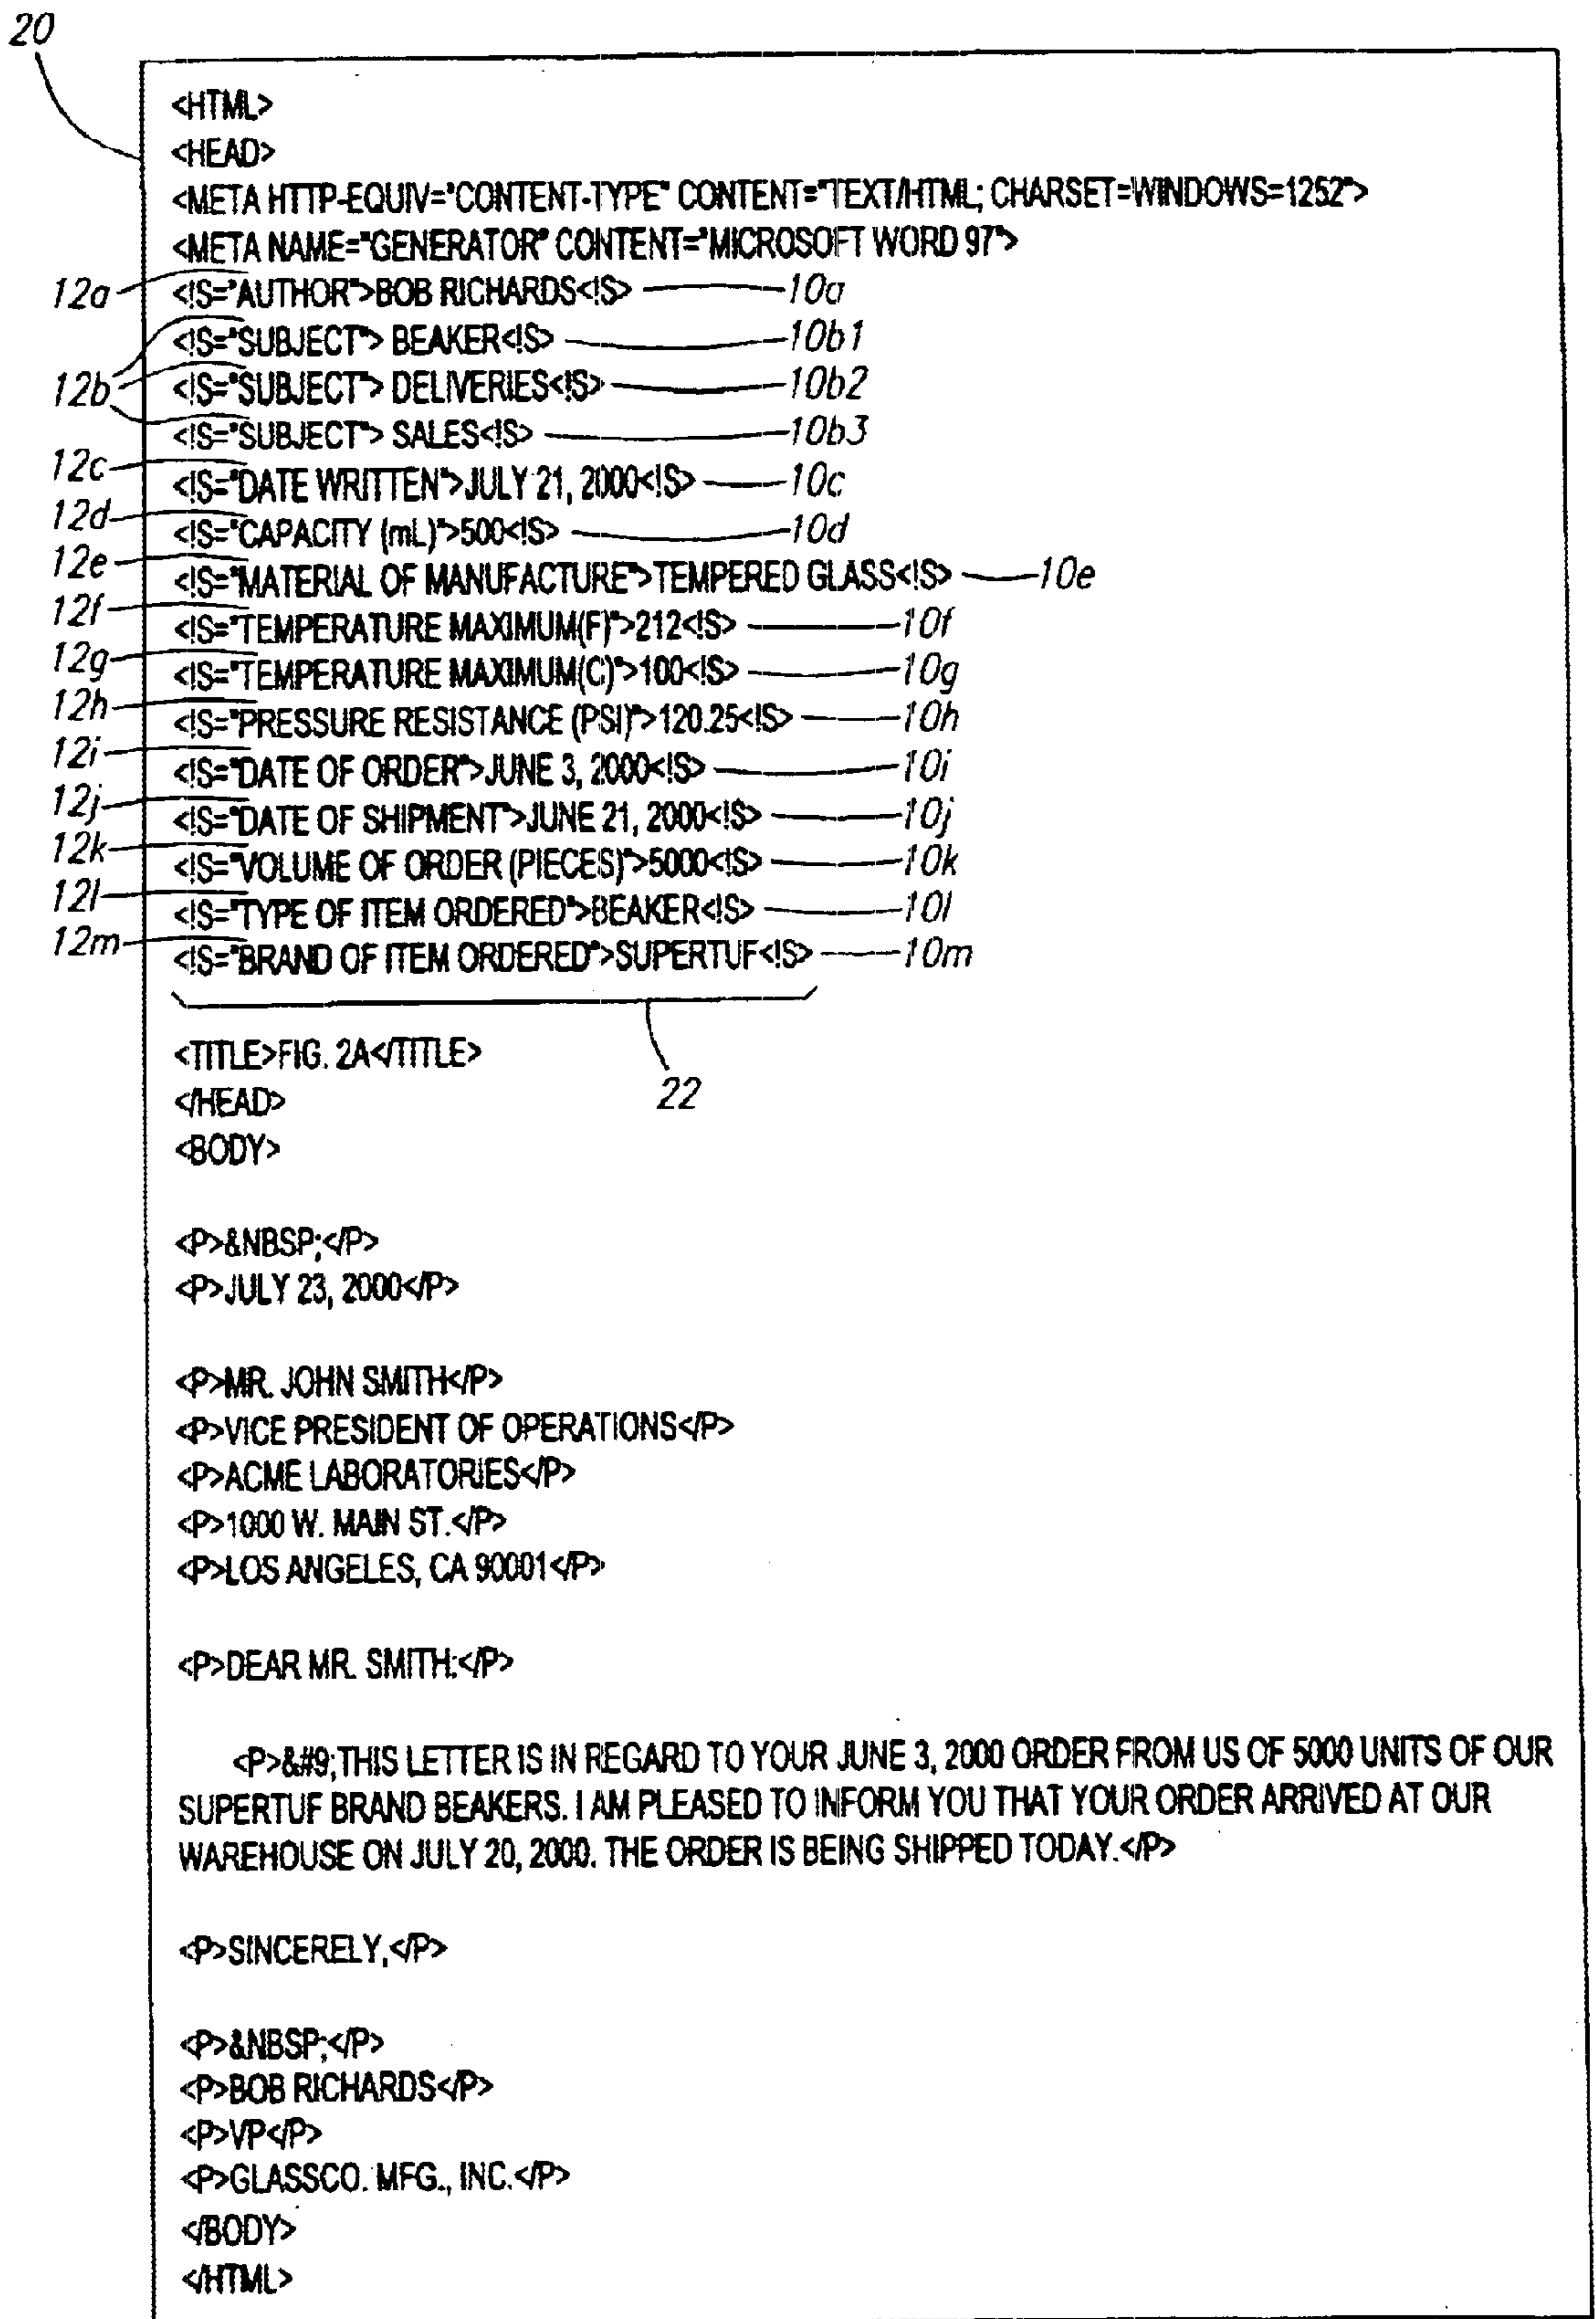 20
<HTML>
<HEAD>
<META HTTP-EQUIV="CONTENT-TYPE" CONTENT="TEXT/HTML; CHARSET=WINDOWS=1252">
<META NAME="GENERATOR" CONTENT="MICROSOFT WORD 97">
12a <!S="AUTHOR">BOB RICHARDS<!S> 10a
<!S="SUBJECT"> BEAKER<!S> 10b1
12b <!S="SUBJECT"> DELIVERIES<!S> 10b2
<!S="SUBJECT"> SALES<!S> 10b3
12c <!S="DATE WRITTEN">JULY 21, 2000<!S> 10c
12d <!S="CAPACITY (mL)">500<!S> 10d
12e <!S="MATERIAL OF MANUFACTURE">TEMPERED GLASS<!S> 10e
12f <!S="TEMPERATURE MAXIMUM(F)">212<!S> 10f
12g <!S="TEMPERATURE MAXIMUM(C)">100<!S> 10g
12h <!S="PRESSURE RESISTANCE (PSI)">120.25<!S> 10h
12i <!S="DATE OF ORDER">JUNE 3, 2000<!S> 10i
12j <!S="DATE OF SHIPMENT">JUNE 21, 2000<!S> 10j
12k <!S="VOLUME OF ORDER (PIECES)">5000<!S> 10k
12l <!S="TYPE OF ITEM ORDERED">BEAKER<!S> 10l
12m <!S="BRAND OF ITEM ORDERED">SUPERTUF<!S> 10m
<TITLE>FIG. 2A</TITLE>
</HEAD> 22
<BODY>
<P>&NBSP;</P>
<P>JULY 23, 2000</P>
<P>MR. JOHN SMITH</P>
<P>VICE PRESIDENT OF OPERATIONS</P>
<P>ACME LABORATORIES</P>
<P>1000 W. MAIN ST.</P>
<P>LOS ANGELES, CA 90001</P>
<P>DEAR MR. SMITH:</P>
<P>&#9;THIS LETTER IS IN REGARD TO YOUR JUNE 3, 2000 ORDER FROM US OF 5000 UNITS OF OUR
SUPERTUF BRAND BEAKERS. I AM PLEASED TO INFORM YOU THAT YOUR ORDER ARRIVED AT OUR
WAREHOUSE ON JULY 20, 2000. THE ORDER IS BEING SHIPPED TODAY.</P>
<P>SINCERELY,</P>
<P>&NBSP;</P>
<P>BOB RICHARDS</P>
<P>VP</P>
<P>GLASSCO. MFG., INC.</P>
</BODY>
</HTML>